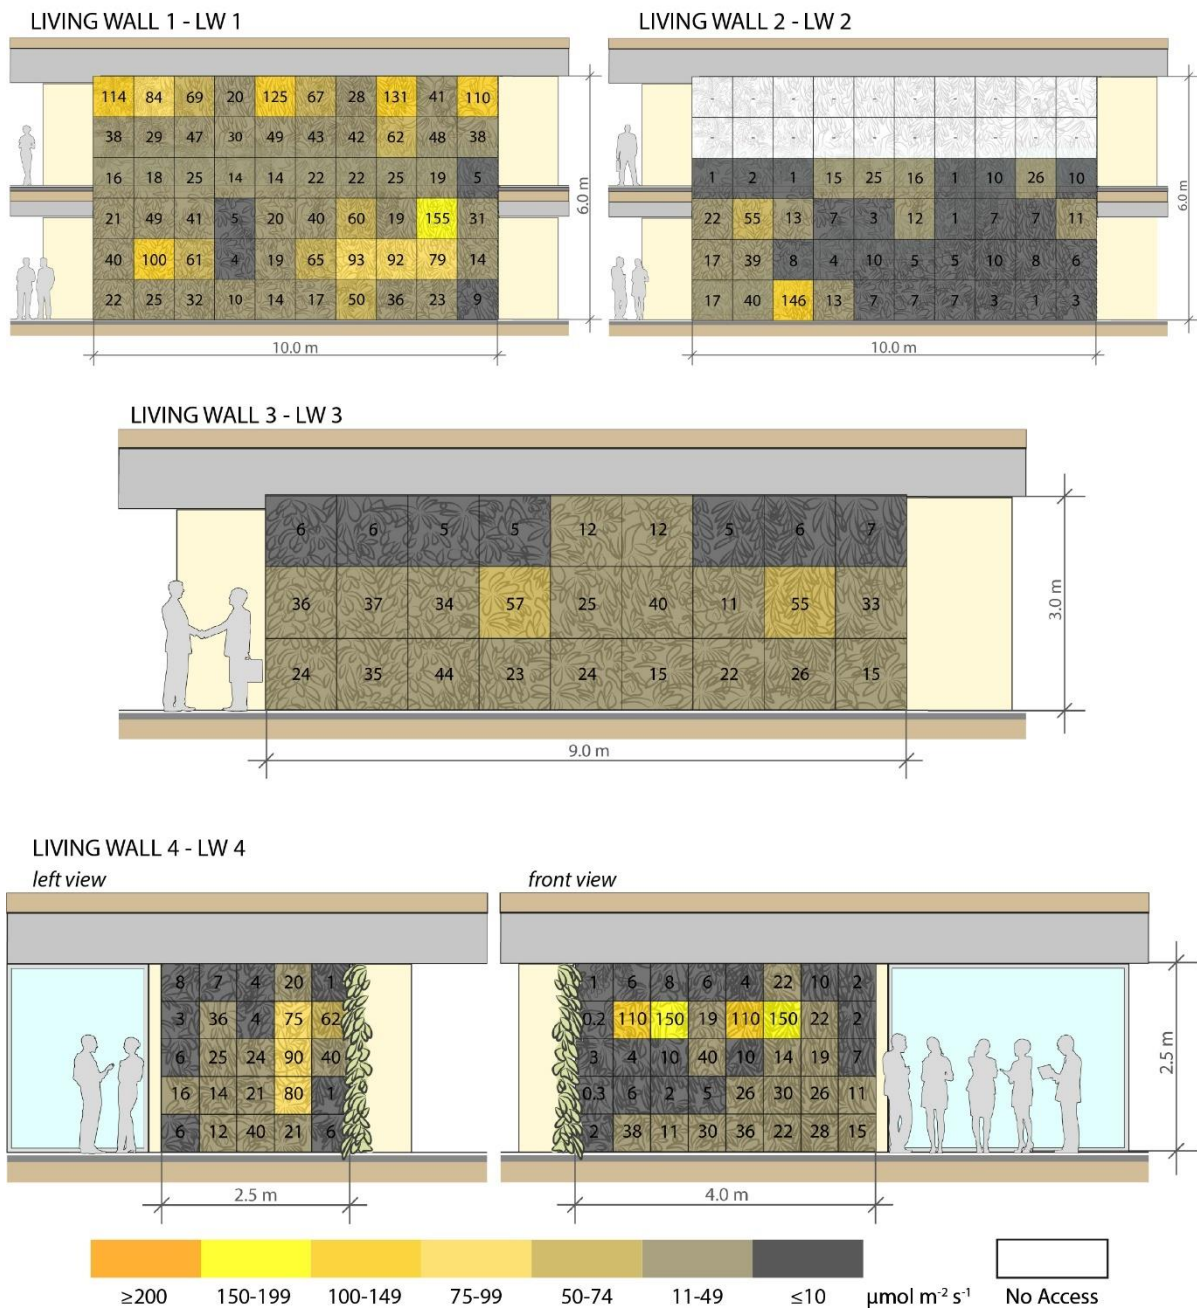 LIVING WALL 1 - LW 1
114 84 69 20 125 67 28 131 41 110
38 29 47 30 49 43 42 62 48 38
16 18 25 14 14 22 22 25 19 5
21 49 41 5 20 40 60 19 155 31
40 100 61 4 19 65 93 92 79 14
22 25 32 10 14 17 50 36 23 9
6.0 m
10.0 m
LIVING WALL 2 - LW 2
- - - - - - - - - -
- - - - - - - - - -
1 2 1 15 25 16 1 10 26 10
22 55 13 7 3 12 1 7 7 11
17 39 8 4 10 5 5 10 8 6
17 40 146 13 7 7 7 3 1 3
6.0 m
10.0 m
LIVING WALL 3 - LW 3
6 6 5 5 12 12 5 6 7
36 37 34 57 25 40 11 55 33
24 35 44 23 24 15 22 26 15
3.0 m
9.0 m
LIVING WALL 4 - LW 4
left view
8 7 4 20 1
3 36 4 75 62
6 25 24 90 40
16 14 21 80 1
6 12 40 21 6
2.5 m
front view
1 6 8 6 4 22 10 2
0.2 110 150 19 110 150 22 2
3 4 10 40 10 14 19 7
0.3 6 2 5 26 30 26 11
2 38 11 30 36 22 28 15
2.5 m
4.0 m
≥200 150-199 100-149 75-99 50-74 11-49 ≤10 µmol m⁻² s⁻¹ No Access